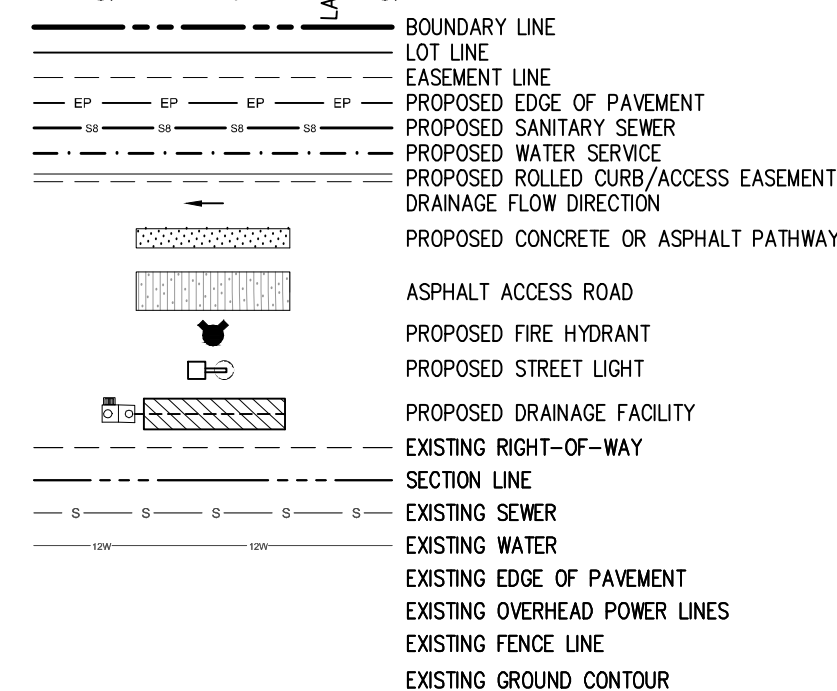 LA
BOUNDARY LINE
LOT LINE
EASEMENT LINE
EP EP EP EP PROPOSED EDGE OF PAVEMENT
S8 S8 S8 S8 PROPOSED SANITARY SEWER
PROPOSED WATER SERVICE
PROPOSED ROLLED CURB/ACCESS EASEMENT
DRAINAGE FLOW DIRECTION
PROPOSED CONCRETE OR ASPHALT PATHWAY
ASPHALT ACCESS ROAD
PROPOSED FIRE HYDRANT
PROPOSED STREET LIGHT
PROPOSED DRAINAGE FACILITY
EXISTING RIGHT-OF-WAY
SECTION LINE
S S S S S EXISTING SEWER
12W 12W EXISTING WATER
EXISTING EDGE OF PAVEMENT
EXISTING OVERHEAD POWER LINES
EXISTING FENCE LINE
EXISTING GROUND CONTOUR